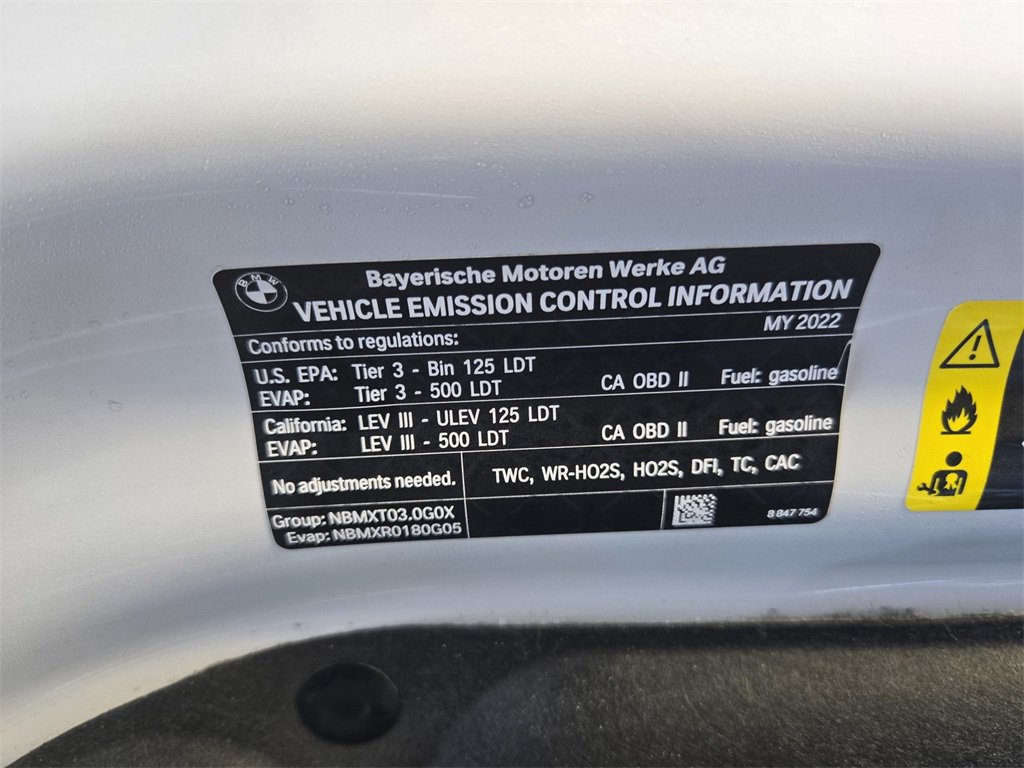 BMW
Bayerische Motoren Werke AG
VEHICLE EMISSION CONTROL INFORMATION
MY 2022
Conforms to regulations:
U.S. EPA: Tier 3 - Bin 125 LDT
EVAP: Tier 3 - 500 LDT CA OBD II Fuel: gasoline
California: LEV III - ULEV 125 LDT
EVAP: LEV III - 500 LDT CA OBD II Fuel: gasoline
No adjustments needed. TWC, WR-HO2S, HO2S, DFI, TC, CAC
Group: NBMXT03.0G0X
Evap: NBMXR0180G05 8 847 754